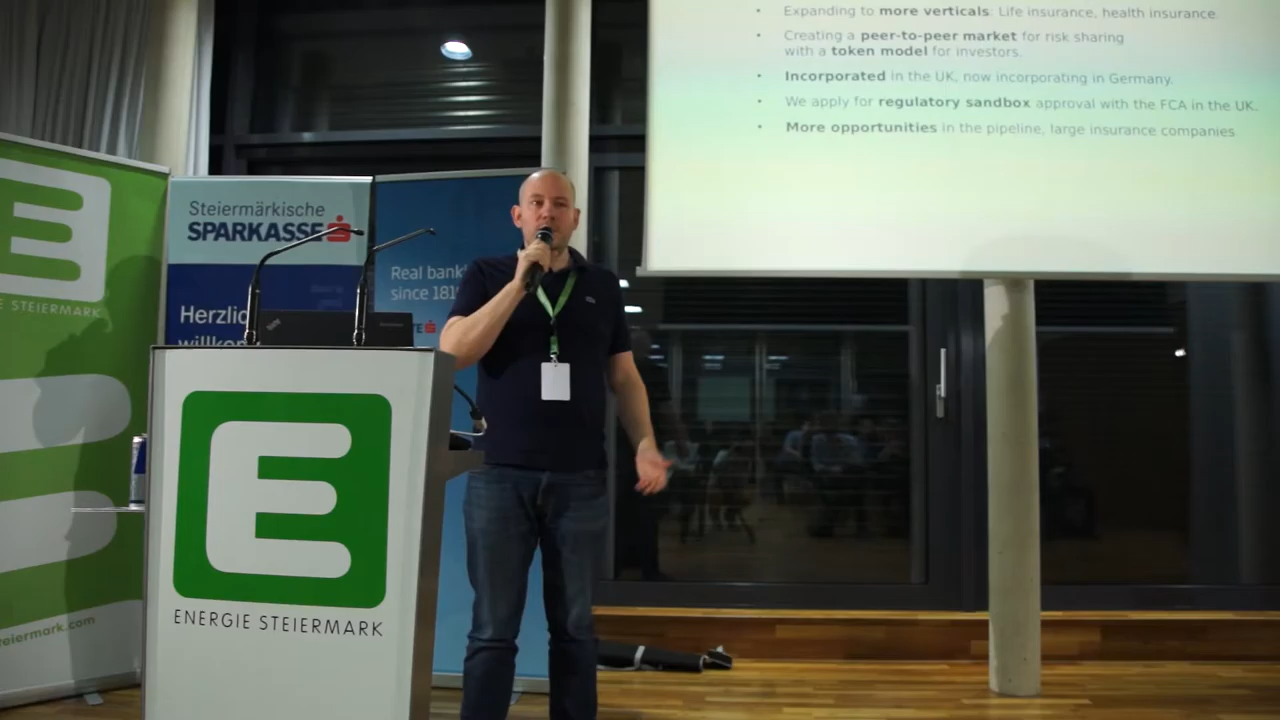 • Expanding to more verticals: Life insurance, health insurance.
• Creating a peer-to-peer market for risk sharing
with a token model for investors.
• Incorporated in the UK, now incorporating in Germany.
• We apply for regulatory sandbox approval with the FCA in the UK.
• More opportunities in the pipeline, large insurance companies
E
E STEIERMARK
eiermark.com
Steiermärkische
SPARKASSE
Herzlic
willkom
Real bank
since 181
E
ENERGIE STEIERMARK